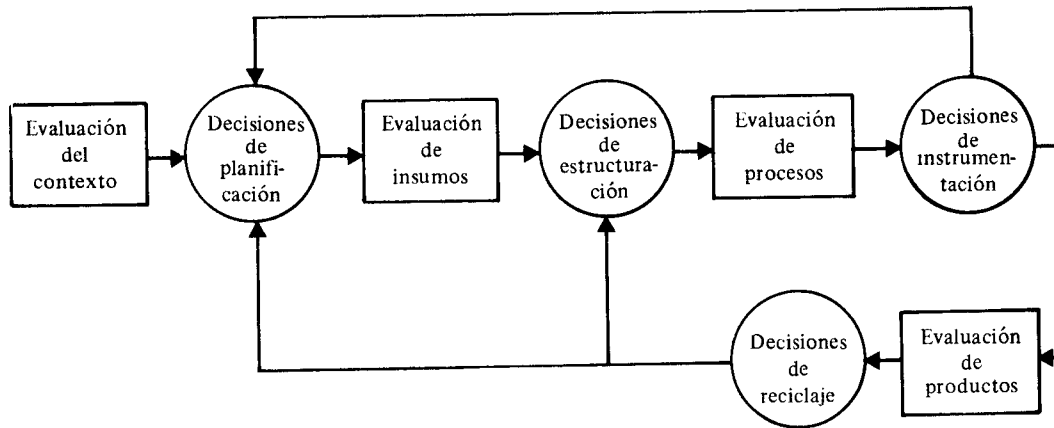 Evaluación
del
contexto
Decisiones
de
planifi-
cación
Evaluación
de
insumos
Decisiones
de
estructura-
ción
Evaluación
de
procesos
Decisiones
de
instrumen-
tación
Decisiones
de
reciclaje
Evaluación
de
productos